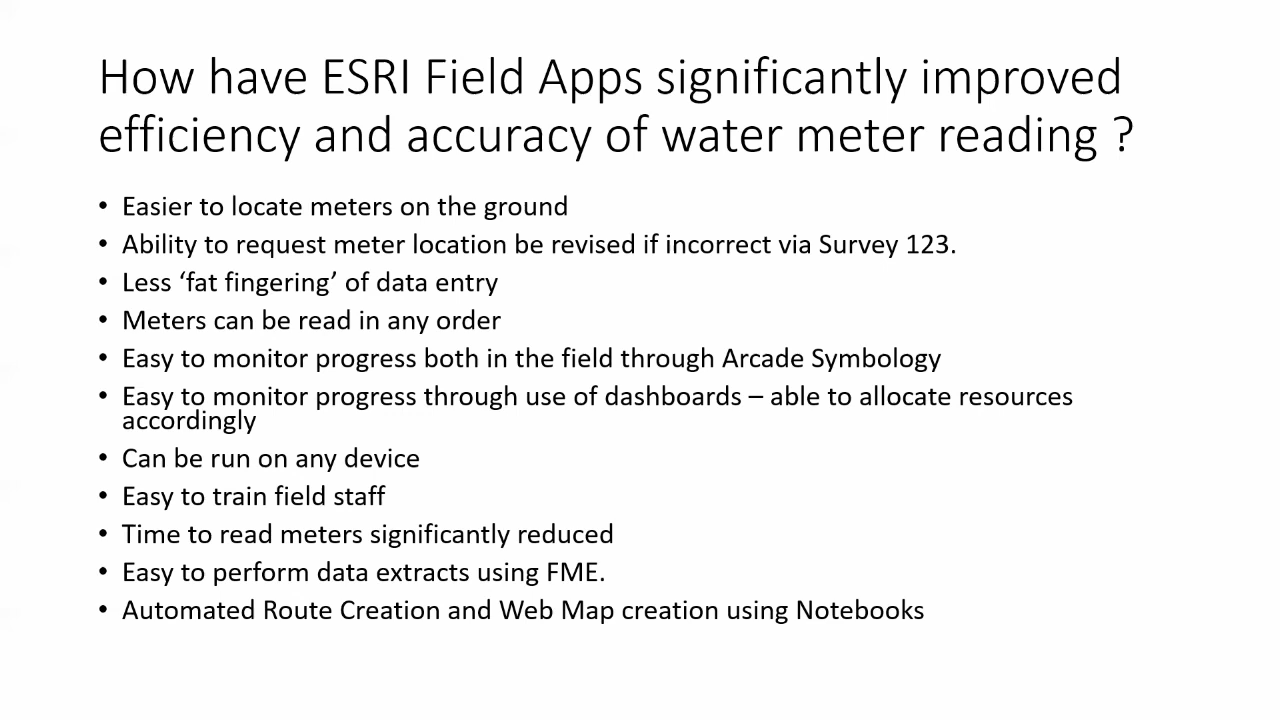 How have ESRI Field Apps significantly improved
efficiency and accuracy of water meter reading ?
• Easier to locate meters on the ground
• Ability to request meter location be revised if incorrect via Survey 123.
• Less ‘fat fingering’ of data entry
• Meters can be read in any order
• Easy to monitor progress both in the field through Arcade Symbology
• Easy to monitor progress through use of dashboards – able to allocate resources
accordingly
• Can be run on any device
• Easy to train field staff
• Time to read meters significantly reduced
• Easy to perform data extracts using FME.
• Automated Route Creation and Web Map creation using Notebooks